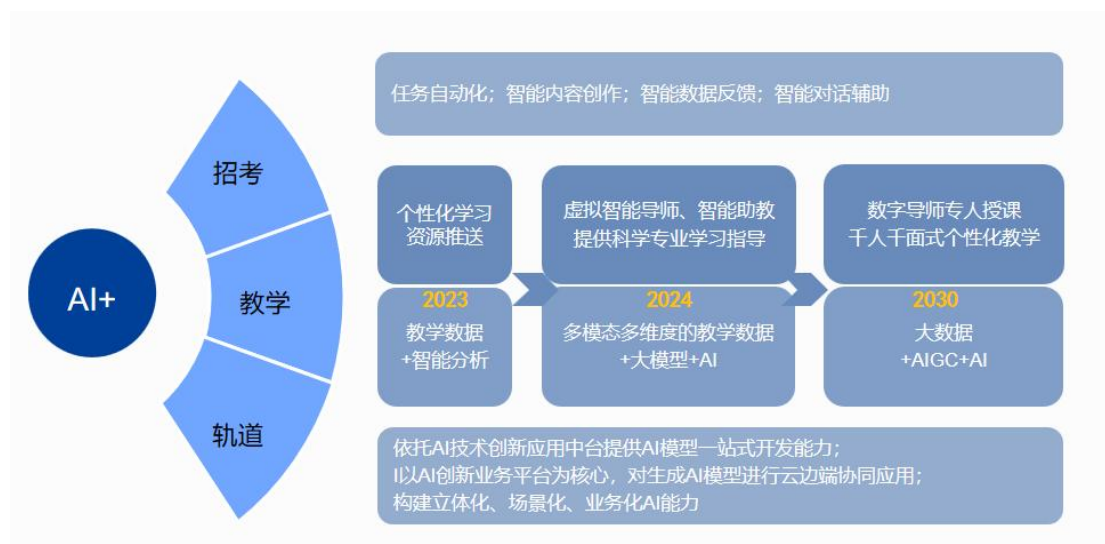 AI+
招考
任务自动化；智能内容创作；智能数据反馈；智能对话辅助
教学
个性化学习
资源推送
2023
教学数据
+智能分析
虚拟智能导师、智能助教
提供科学专业学习指导
2024
多模态多维度的教学数据
+大模型+AI
数字导师专人授课
千人千面式个性化教学
2030
大数据
+AIGC+AI
轨道
依托AI技术创新应用中台提供AI模型一站式开发能力；
I以AI创新业务平台为核心，对生成AI模型进行云边端协同应用；
构建立体化、场景化、业务化AI能力